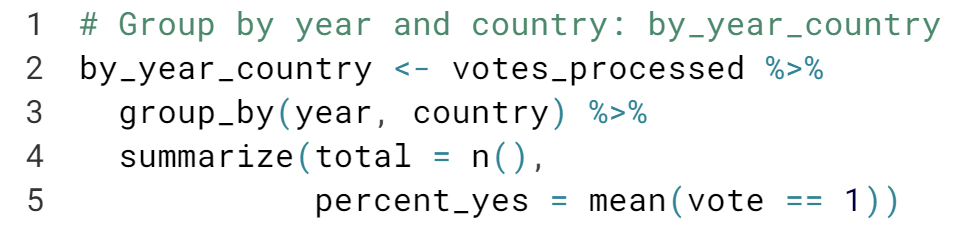 1 # Group by year and country: by_year_country
2 by_year_country <- votes_processed %>%
3   group_by(year, country) %>%
4   summarize(total = n(),
5             percent_yes = mean(vote == 1))